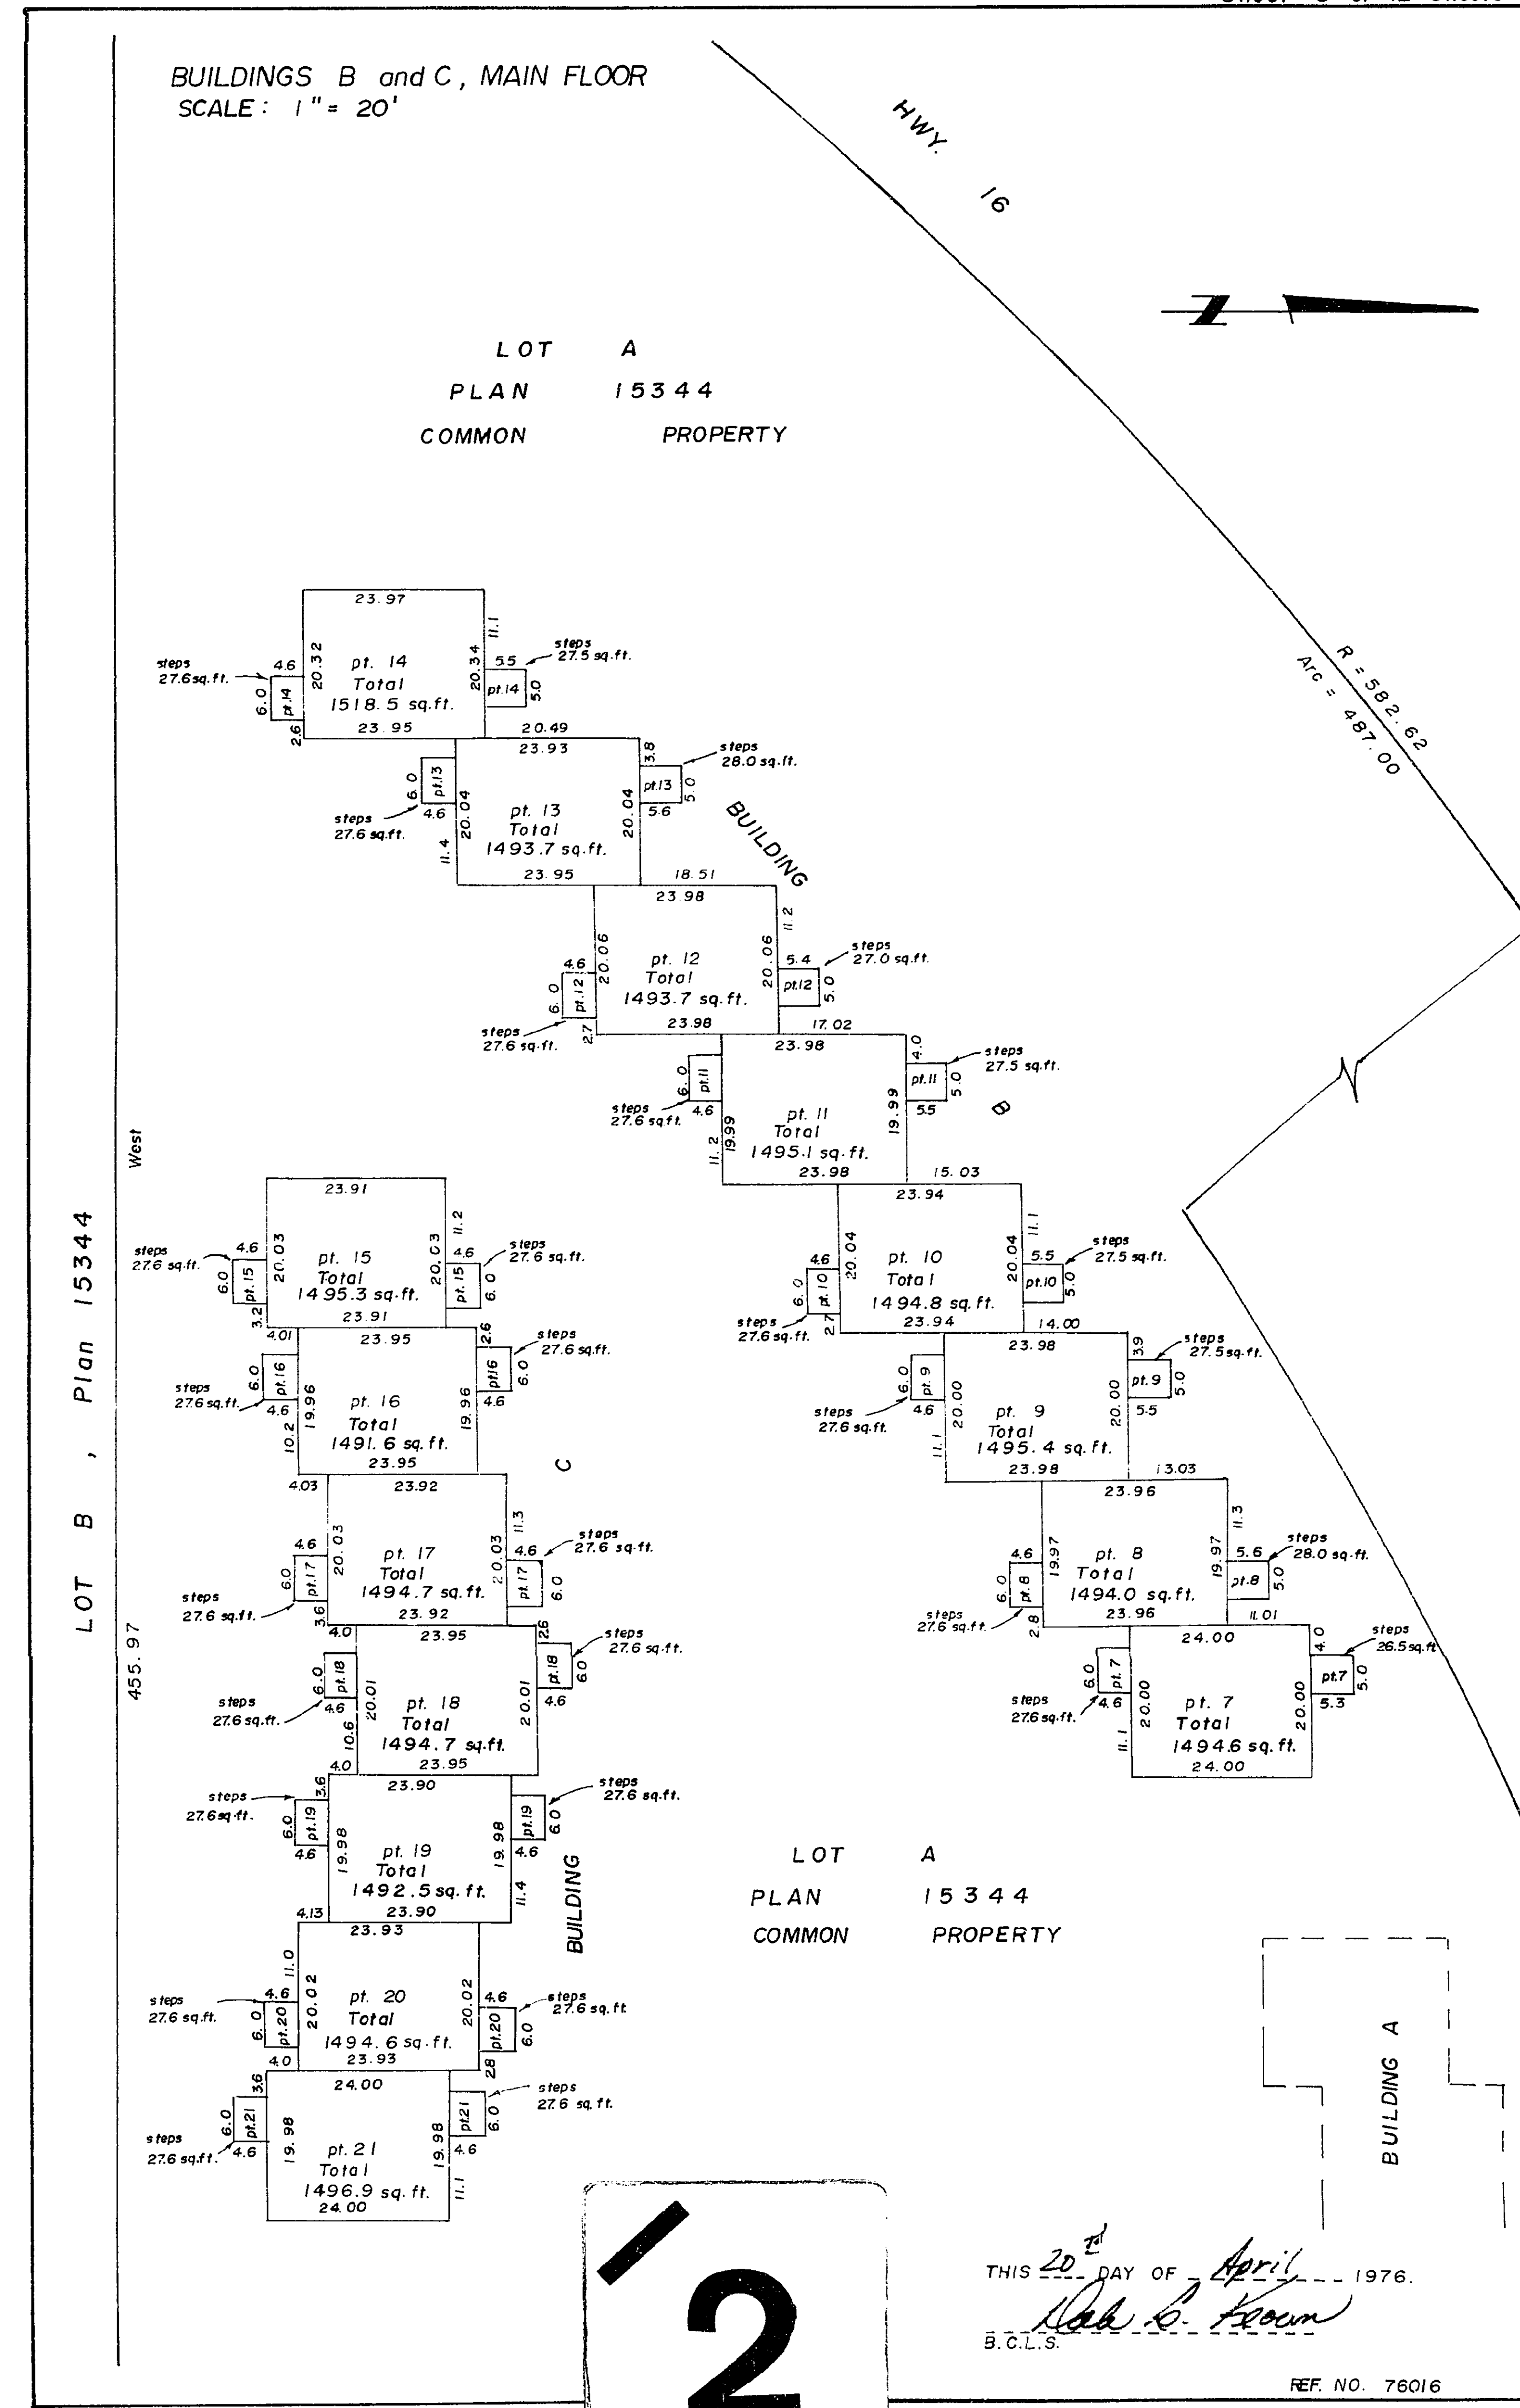 BUILDINGS B and C, MAIN FLOOR
SCALE: 1" = 20'
HWY. 16
LOT A
PLAN 15344
COMMON PROPERTY
R = 582.62
Arc = 487.00
LOT B, Plan 15344
West
455.97
BUILDING B
23.97
20.32
20.34
11.1
pt. 14
Total
1518.5 sq.ft.
23.95
steps
27.6 sq.ft.
4.6
6.0
pt.14
2.6
steps
27.5 sq.ft.
5.5
pt.14
5.0
20.49
23.93
3.8
steps
28.0 sq.ft.
pt.13
5.0
5.6
6.0
pt.13
4.6
steps
27.6 sq.ft.
11.4
20.04
20.04
pt. 13
Total
1493.7 sq.ft.
23.95
18.51
23.98
11.2
20.06
20.06
pt. 12
Total
1493.7 sq.ft.
23.98
4.6
6.0
pt.12
steps
27.6 sq.ft.
2.7
5.4
pt.12
5.0
steps
27.0 sq.ft.
17.02
23.98
4.0
steps
27.5 sq.ft.
pt.11
5.0
5.5
6.0
pt.11
4.6
steps
27.6 sq.ft.
11.2
19.99
19.99
pt. 11
Total
1495.1 sq.ft.
23.98
15.03
23.94
11.1
20.04
20.04
pt. 10
Total
1494.8 sq.ft.
23.94
4.6
6.0
pt.10
steps
27.6 sq.ft.
2.7
5.5
pt.10
5.0
steps
27.5 sq.ft.
14.00
23.98
3.9
steps
27.5 sq.ft.
pt.9
5.0
5.5
6.0
pt.9
4.6
steps
27.6 sq.ft.
11.1
20.00
20.00
pt. 9
Total
1495.4 sq.ft.
23.98
13.03
23.96
11.3
19.97
19.97
pt. 8
Total
1494.0 sq.ft.
23.96
4.6
6.0
pt.8
steps
27.6 sq.ft.
2.8
5.6
pt.8
5.0
steps
28.0 sq.ft.
11.01
24.00
4.0
steps
26.5 sq.ft
pt.7
5.0
5.3
6.0
pt.7
4.6
steps
27.6 sq.ft.
11.1
20.00
20.00
pt. 7
Total
1494.6 sq.ft.
24.00
BUILDING C
23.91
11.2
20.03
20.03
pt. 15
Total
1495.3 sq.ft.
23.91
steps
27.6 sq.ft.
4.6
6.0
pt.15
3.2
steps
27.6 sq.ft.
4.6
pt.15
6.0
4.01
23.95
2.6
steps
27.6 sq.ft.
pt.16
6.0
4.6
6.0
pt.16
4.6
steps
27.6 sq.ft.
10.2
19.96
19.96
pt. 16
Total
1491.6 sq.ft.
23.95
4.03
23.92
11.3
20.03
20.03
pt. 17
Total
1494.7 sq.ft.
23.92
4.6
6.0
pt.17
steps
27.6 sq.ft.
3.6
4.6
pt.17
6.0
steps
27.6 sq.ft.
4.0
23.95
2.6
steps
27.6 sq.ft.
pt.18
6.0
4.6
6.0
pt.18
4.6
steps
27.6 sq.ft.
10.6
20.01
20.01
pt. 18
Total
1494.7 sq.ft.
23.95
4.0
23.90
3.6
steps
27.6 sq.ft.
6.0
pt.19
4.6
steps
27.6 sq.ft.
pt.19
6.0
4.6
11.4
19.98
19.98
pt. 19
Total
1492.5 sq.ft.
23.90
4.13
23.93
11.0
20.02
20.02
pt. 20
Total
1494.6 sq.ft.
23.93
steps
27.6 sq.ft.
4.6
6.0
pt.20
4.0
steps
27.6 sq.ft
4.6
pt.20
6.0
2.8
3.6
24.00
steps
27.6 sq.ft.
pt.21
6.0
4.6
11.1
6.0
pt.21
4.6
steps
27.6 sq.ft.
19.98
19.98
pt. 21
Total
1496.9 sq.ft.
24.00
LOT A
PLAN 15344
COMMON PROPERTY
BUILDING A
2
THIS 20th DAY OF April 1976.
B.C.L.S.
REF. NO. 76016